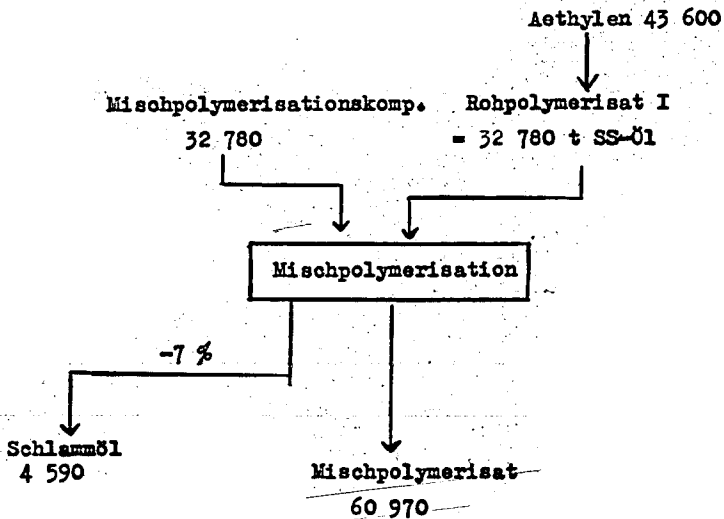 Aethylen 43 600
Mischpolymerisationskomp. Rohpolymerisat I
32 780 = 32 780 t SS-Öl
Mischpolymerisation
-7 %
Schlammöl
4 590
Mischpolymerisat
60 970